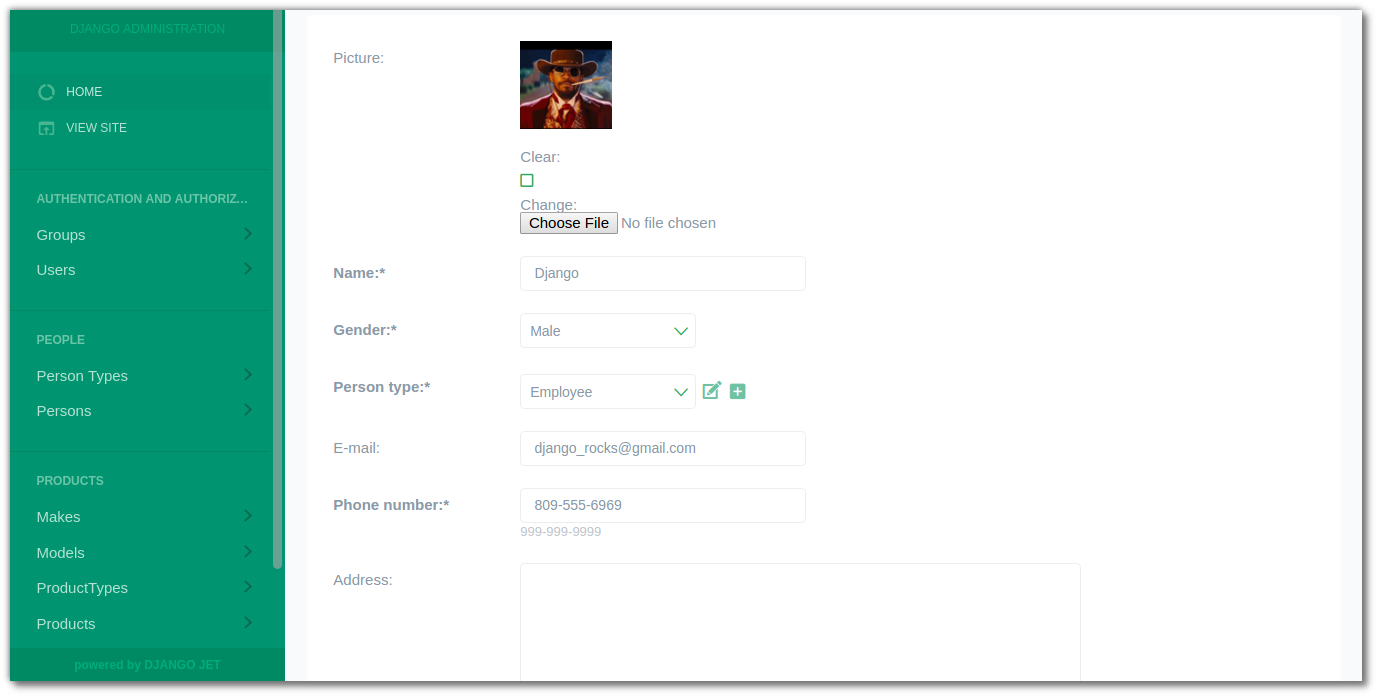 DJANGO ADMINISTRATION
HOME
VIEW SITE
AUTHENTICATION AND AUTHORIZ...
Groups
Users
PEOPLE
Person Types
Persons
PRODUCTS
Makes
Models
ProductTypes
Products
powered by DJANGO JET
Picture:
Clear:
Change:
Choose File No file chosen
Name:* Django
Gender:* Male
Person type:* Employee
E-mail: django_rocks@gmail.com
Phone number:* 809-555-6969
999-999-9999
Address: